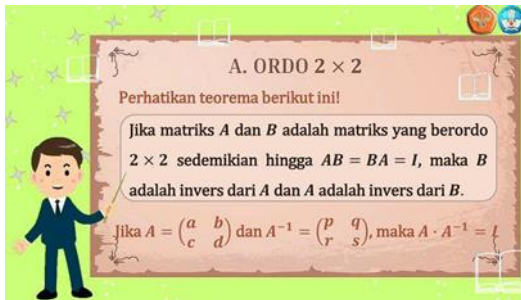 A. ORDO 2 × 2
Perhatikan teorema berikut ini!
Jika matriks A dan B adalah matriks yang berordo
2 × 2 sedemikian hingga AB = BA = I, maka B
adalah invers dari A dan A adalah invers dari B.
Jika A = (a b; c d) dan A⁻¹ = (p q; r s), maka A · A⁻¹ = I